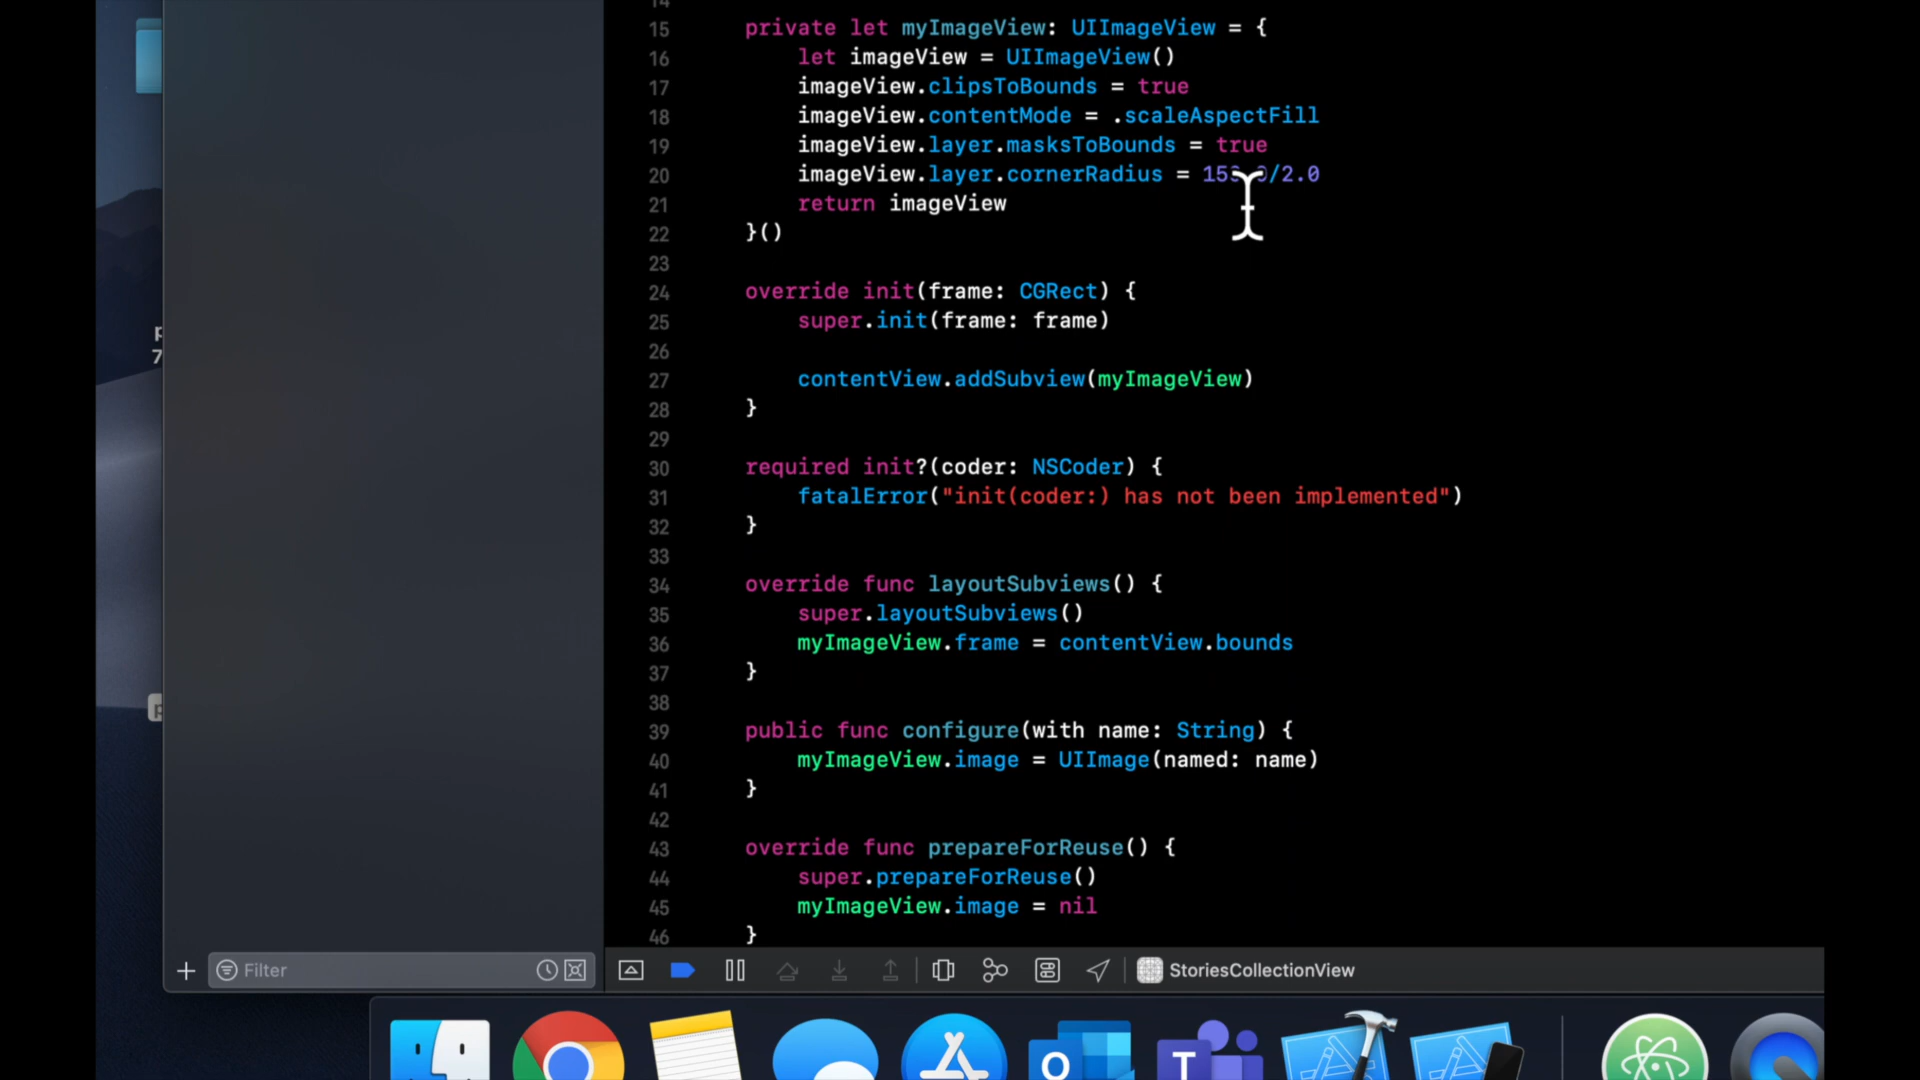 14
15 private let myImageView: UIImageView = {
16 let imageView = UIImageView()
17 imageView.clipsToBounds = true
18 imageView.contentMode = .scaleAspectFill
19 imageView.layer.masksToBounds = true
20 imageView.layer.cornerRadius = /2.0
21 return imageView
22 }()
23
24 override init(frame: CGRect) {
25 super.init(frame: frame)
26
27 contentView.addSubview(myImageView)
28 }
29
30 required init?(coder: NSCoder) {
31 fatalError("init(coder:) has not been implemented")
32 }
33
34 override func layoutSubviews() {
35 super.layoutSubviews()
36 myImageView.frame = contentView.bounds
37 }
38
39 public func configure(with name: String) {
40 myImageView.image = UIImage(named: name)
41 }
42
43 override func prepareForReuse() {
44 super.prepareForReuse()
45 myImageView.image = nil
46 }
Filter
StoriesCollectionView